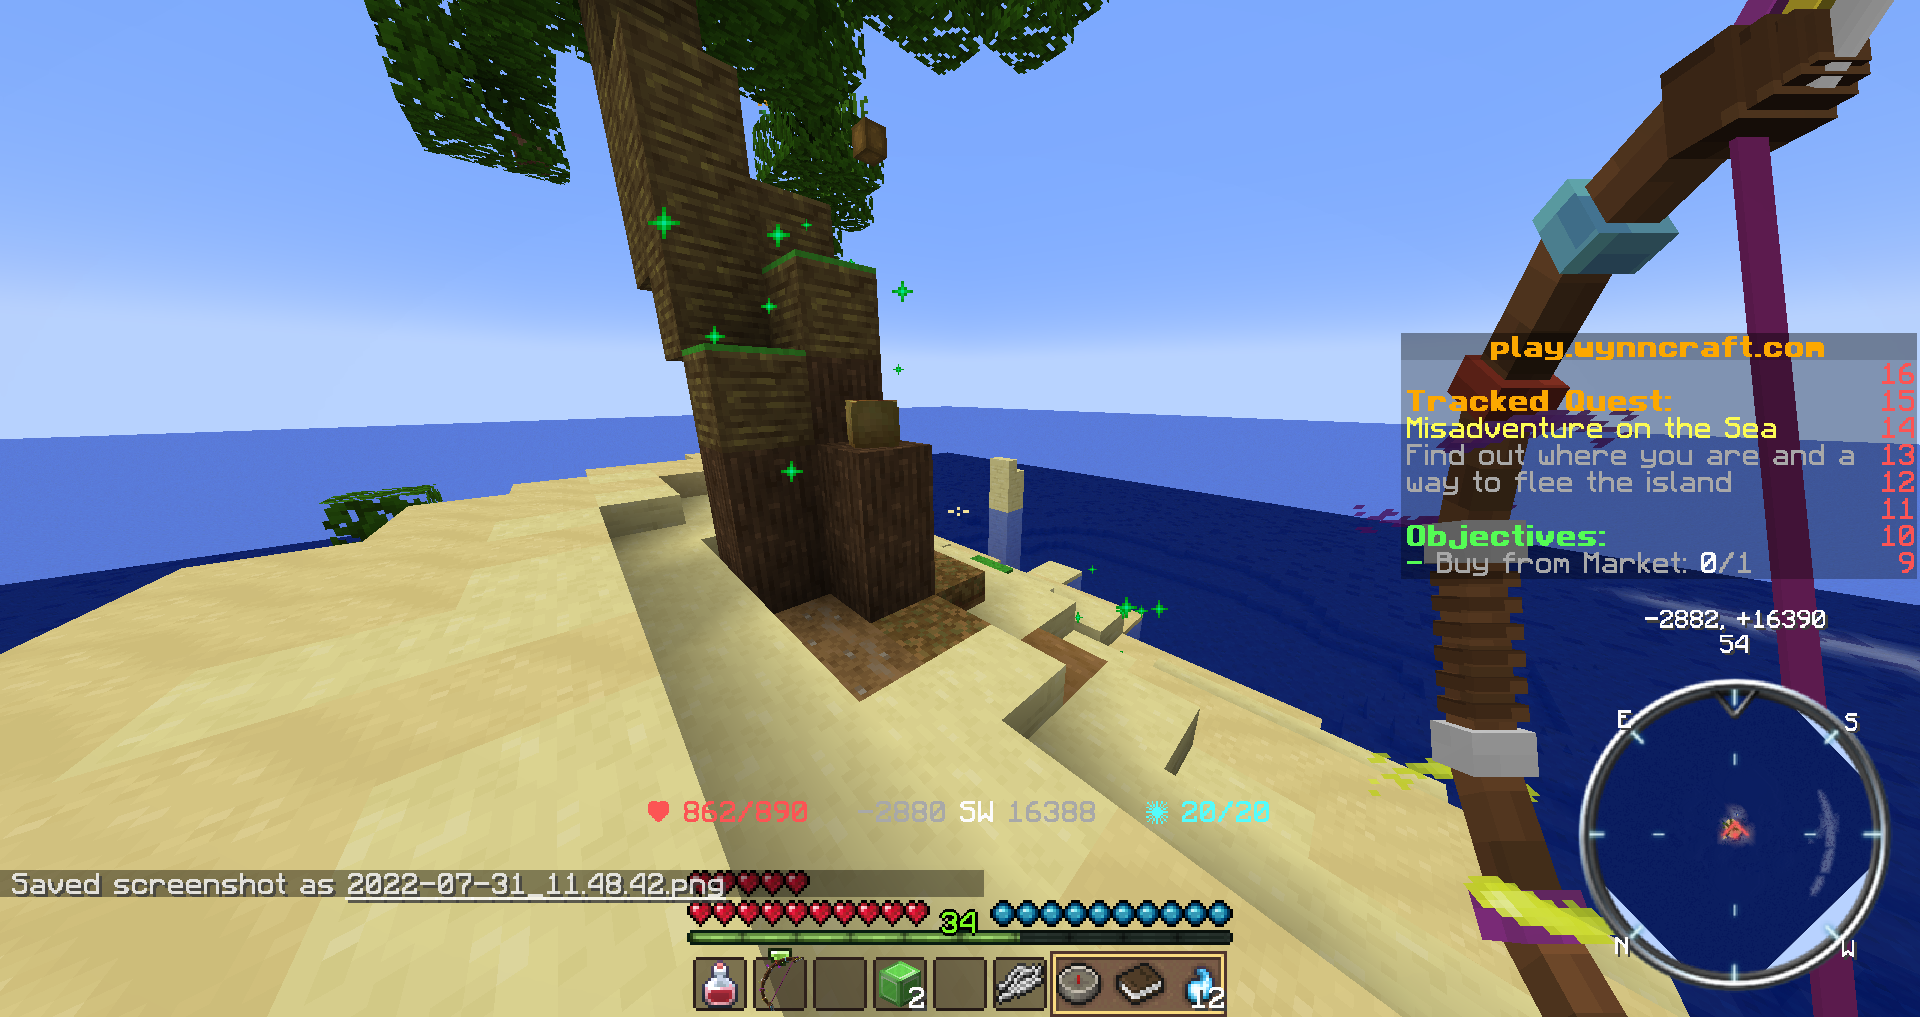 play.wynncraft.com
16
Tracked Quest: 15
Misadventure on the Sea 14
Find out where you are and a 13
way to flee the island 12
11
Objectives: 10
- Buy from Market: 0/1 9
-2882, +16390
54
E S
N W
862/890 -2880 SW 16388 20/20
Saved screenshot as 2022-07-31_11.48.42.png
34
2 12